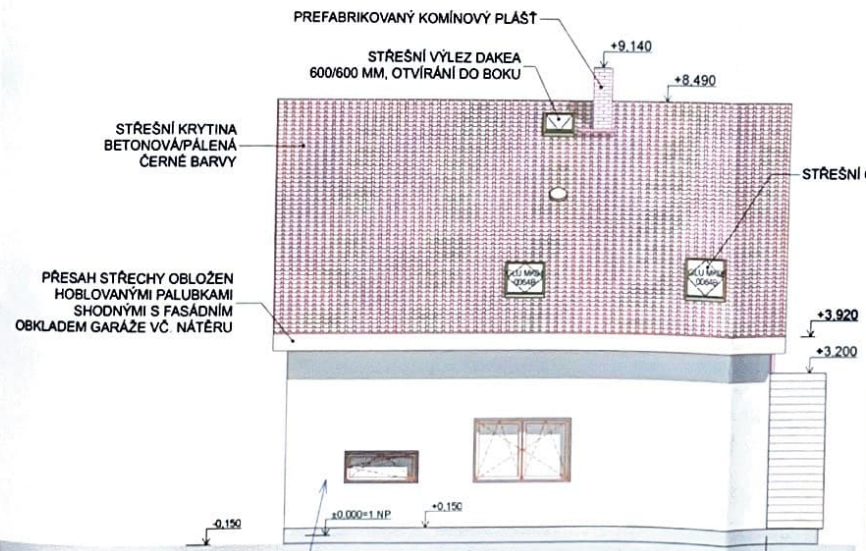 PREFABRIKOVANÝ KOMÍNOVÝ PLÁŠŤ
+9.140
STŘEŠNÍ VÝLEZ DAKEA
600/600 MM, OTVÍRÁNÍ DO BOKU
+8.490
STŘEŠNÍ KRYTINA
BETONOVÁ/PÁLENÁ
ČERNÉ BARVY
STŘEŠNÍ
PŘESAH STŘECHY OBLOŽEN
HOBLOVANÝMI PALUBKAMI
SHODNÝMI S FASÁDNÍM
OBKLADEM GARÁŽE VČ. NÁTĚRU
+3.920
+3.200
-0,150
±0.000=1.NP
+0.150